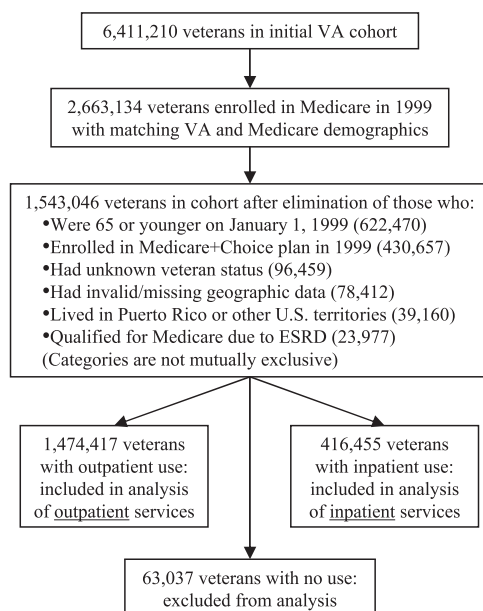 6,411,210 veterans in initial VA cohort
2,663,134 veterans enrolled in Medicare in 1999
with matching VA and Medicare demographics
1,543,046 veterans in cohort after elimination of those who:
•Were 65 or younger on January 1, 1999 (622,470)
•Enrolled in Medicare+Choice plan in 1999 (430,657)
•Had unknown veteran status (96,459)
•Had invalid/missing geographic data (78,412)
•Lived in Puerto Rico or other U.S. territories (39,160)
•Qualified for Medicare due to ESRD (23,977)
(Categories are not mutually exclusive)
1,474,417 veterans
with outpatient use:
included in analysis
of outpatient services
416,455 veterans
with inpatient use:
included in analysis
of inpatient services
63,037 veterans with no use:
excluded from analysis